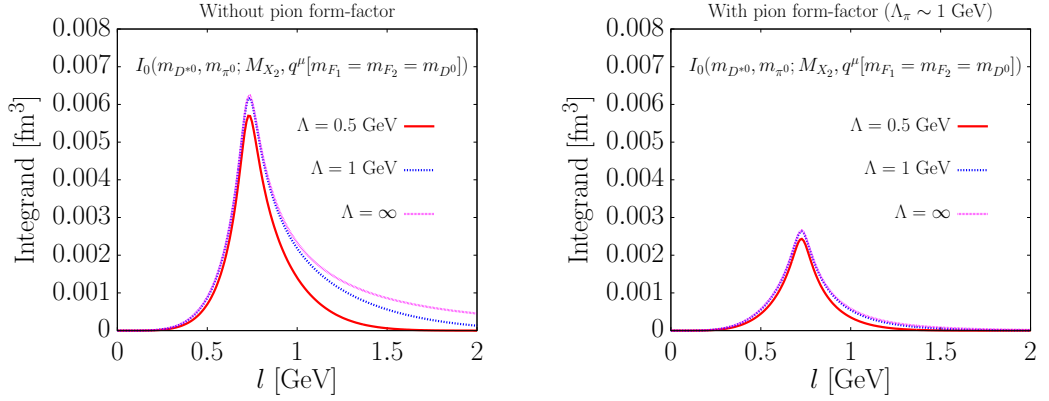 Without pion form-factor
I₀(m_{D*⁰}, m_{π⁰}; M_{X₂}, q^μ[m_{F₁} = m_{F₂} = m_{D⁰}])
Λ = 0.5 GeV
Λ = 1 GeV
Λ = ∞
Integrand [fm³]
0.008
0.007
0.006
0.005
0.004
0.003
0.002
0.001
0
0 0.5 1 1.5 2
l [GeV]
With pion form-factor (Λ_π ∼ 1 GeV)
I₀(m_{D*⁰}, m_{π⁰}; M_{X₂}, q^μ[m_{F₁} = m_{F₂} = m_{D⁰}])
Λ = 0.5 GeV
Λ = 1 GeV
Λ = ∞
Integrand [fm³]
0.008
0.007
0.006
0.005
0.004
0.003
0.002
0.001
0
0 0.5 1 1.5 2
l [GeV]